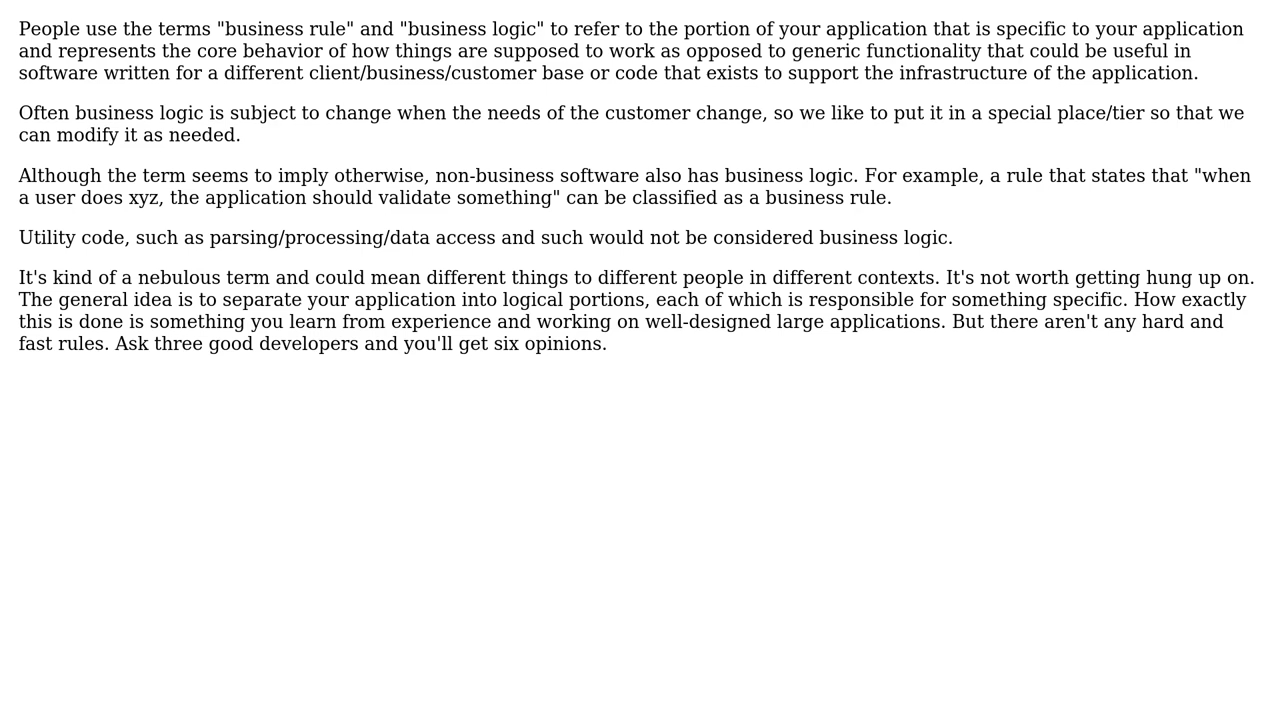 People use the terms "business rule" and "business logic" to refer to the portion of your application that is specific to your application
and represents the core behavior of how things are supposed to work as opposed to generic functionality that could be useful in
software written for a different client/business/customer base or code that exists to support the infrastructure of the application.
Often business logic is subject to change when the needs of the customer change, so we like to put it in a special place/tier so that we
can modify it as needed.
Although the term seems to imply otherwise, non-business software also has business logic. For example, a rule that states that "when
a user does xyz, the application should validate something" can be classified as a business rule.
Utility code, such as parsing/processing/data access and such would not be considered business logic.
It's kind of a nebulous term and could mean different things to different people in different contexts. It's not worth getting hung up on.
The general idea is to separate your application into logical portions, each of which is responsible for something specific. How exactly
this is done is something you learn from experience and working on well-designed large applications. But there aren't any hard and
fast rules. Ask three good developers and you'll get six opinions.